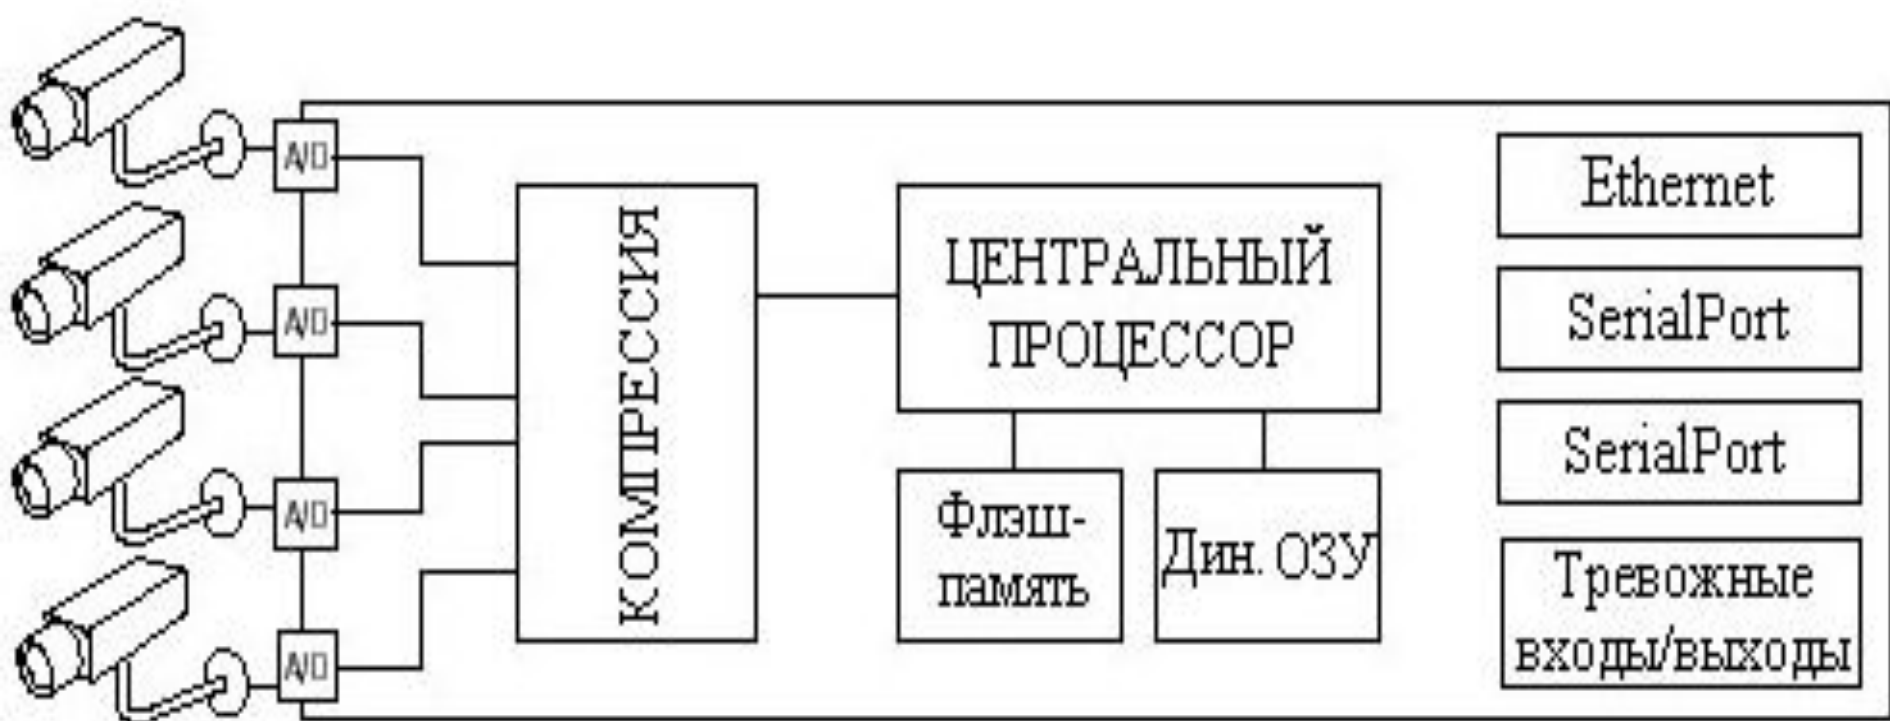 A/D
A/D
A/D
A/D
КОМПРЕССИЯ
ЦЕНТРАЛЬНЫЙ
ПРОЦЕССОР
Флэш-
память
Дин. ОЗУ
Ethernet
SerialPort
SerialPort
Тревожные
входы/выходы